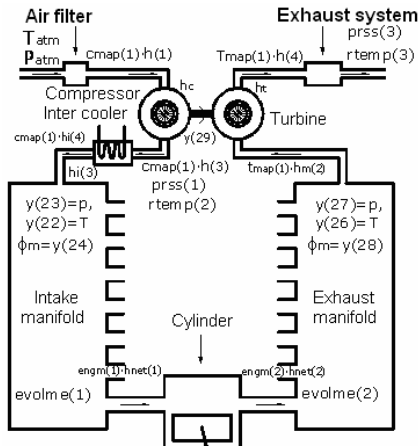 Air filter
Exhaust system
Tatm
Patm
cmap(1)·h(1)
Tmap(1)·h(4)
prss(3)
rtemp(3)
hc
ht
Compressor
Inter cooler
y(29)
Turbine
cmap(1)·hi(4)
hi(3)
cmap(1)·h(3)
prss(1)
rtemp(2)
tmap(1)·hm(2)
y(23)=p,
y(22)=T
ϕm=y(24)
y(27)=p,
y(26)=T
ϕm=y(28)
Intake
manifold
Exhaust
manifold
Cylinder
engm(1)·hnet(1)
engm(2)·hnet(2)
evolme(1)
evolme(2)